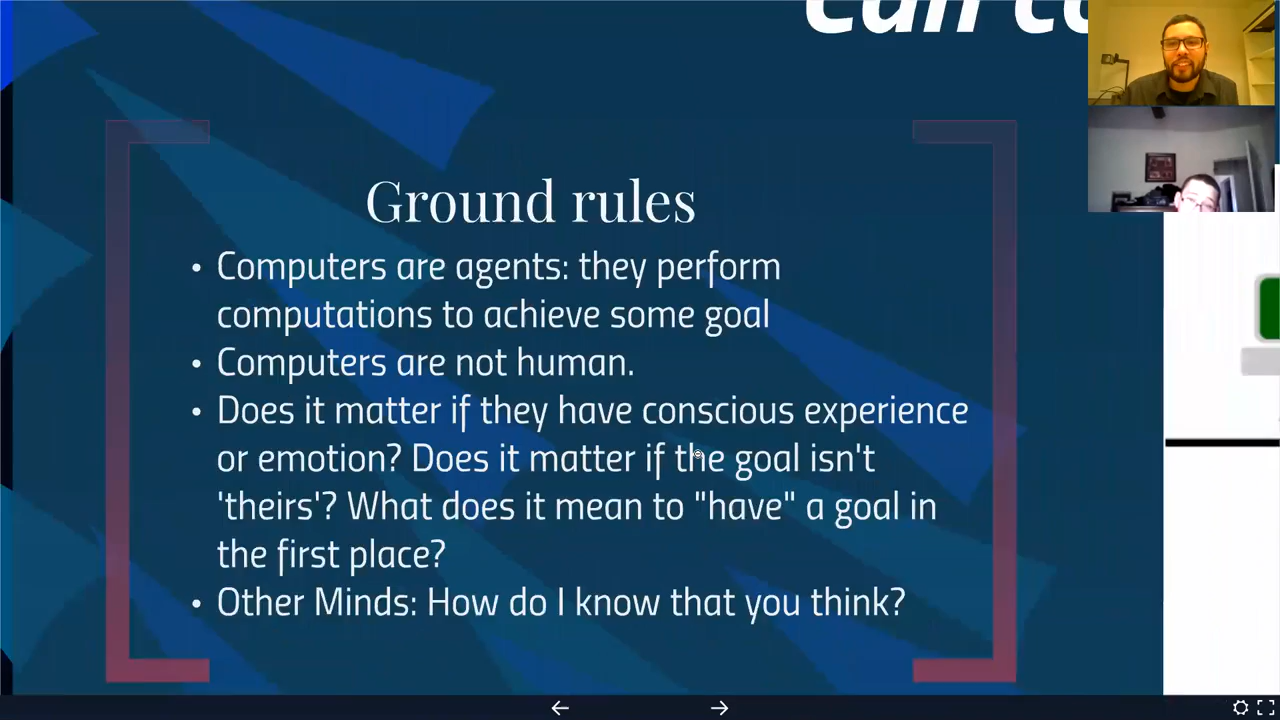 Ground rules
• Computers are agents: they perform
computations to achieve some goal
• Computers are not human.
• Does it matter if they have conscious experience
or emotion? Does it matter if the goal isn't
'theirs'? What does it mean to "have" a goal in
the first place?
• Other Minds: How do I know that you think?